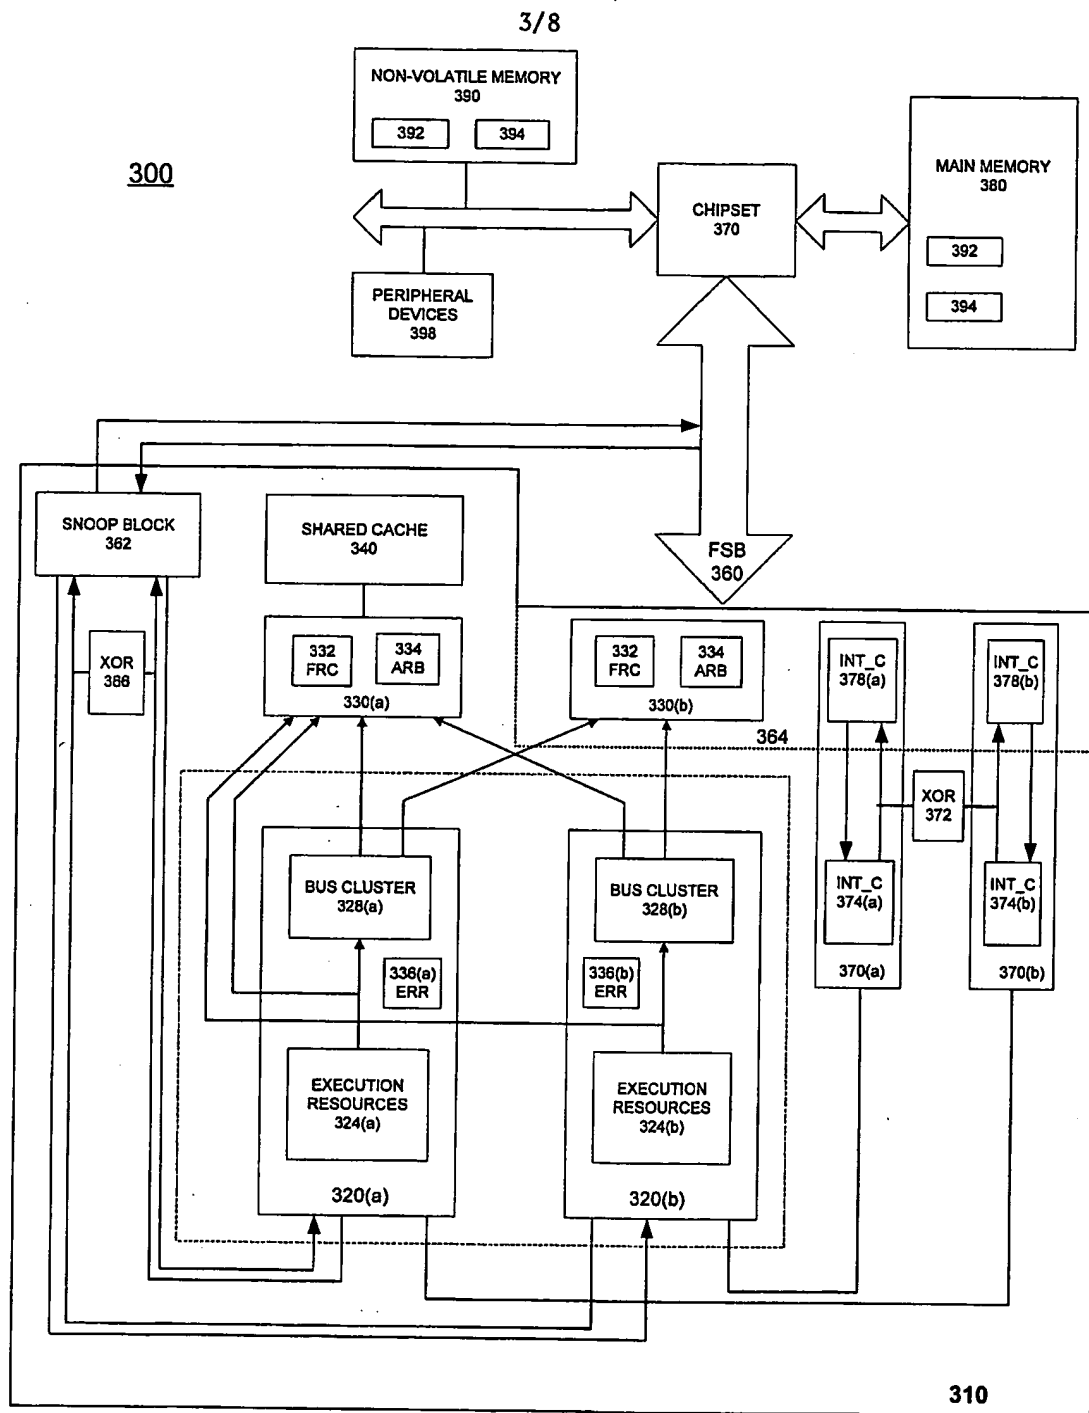 3/8
NON-VOLATILE MEMORY
390
392
394
300
MAIN MEMORY
380
392
394
CHIPSET
370
PERIPHERAL
DEVICES
398
SNOOP BLOCK
362
SHARED CACHE
340
FSB
360
XOR
366
332
FRC
334
ARB
330(a)
332
FRC
334
ARB
330(b)
INT_C
378(a)
INT_C
378(b)
364
XOR
372
BUS CLUSTER
328(a)
BUS CLUSTER
328(b)
INT_C
374(a)
INT_C
374(b)
336(a)
ERR
336(b)
ERR
370(a)
370(b)
EXECUTION
RESOURCES
324(a)
EXECUTION
RESOURCES
324(b)
320(a)
320(b)
310